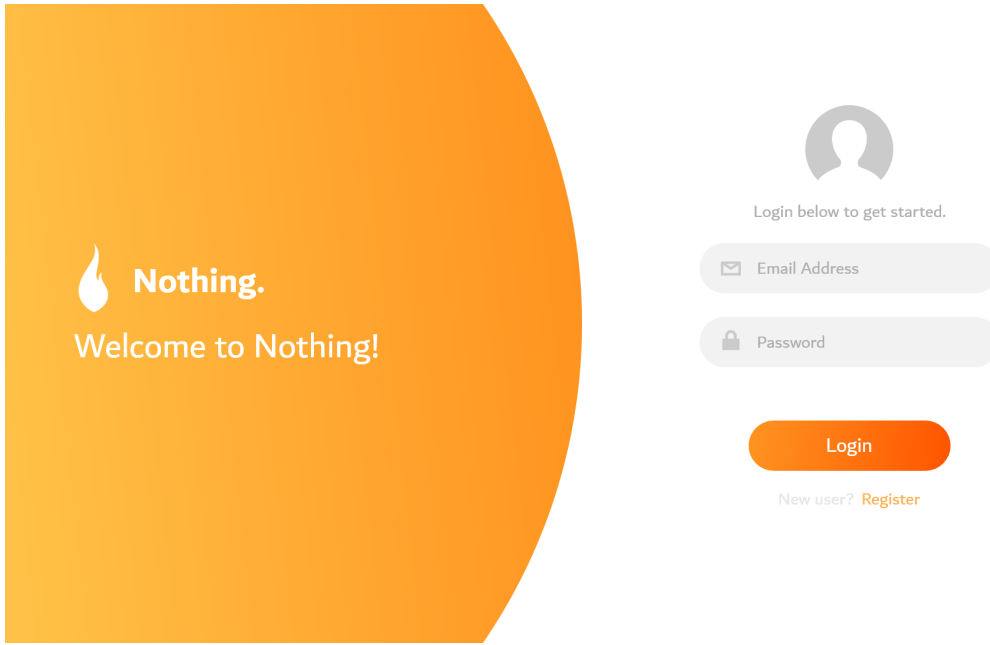 Nothing.
Welcome to Nothing!
Login below to get started.
Email Address
Password
Login
New user? Register